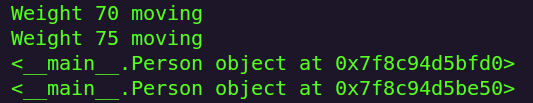 Weight 70 moving
Weight 75 moving
<__main__.Person object at 0x7f8c94d5bfd0>
<__main__.Person object at 0x7f8c94d5be50>